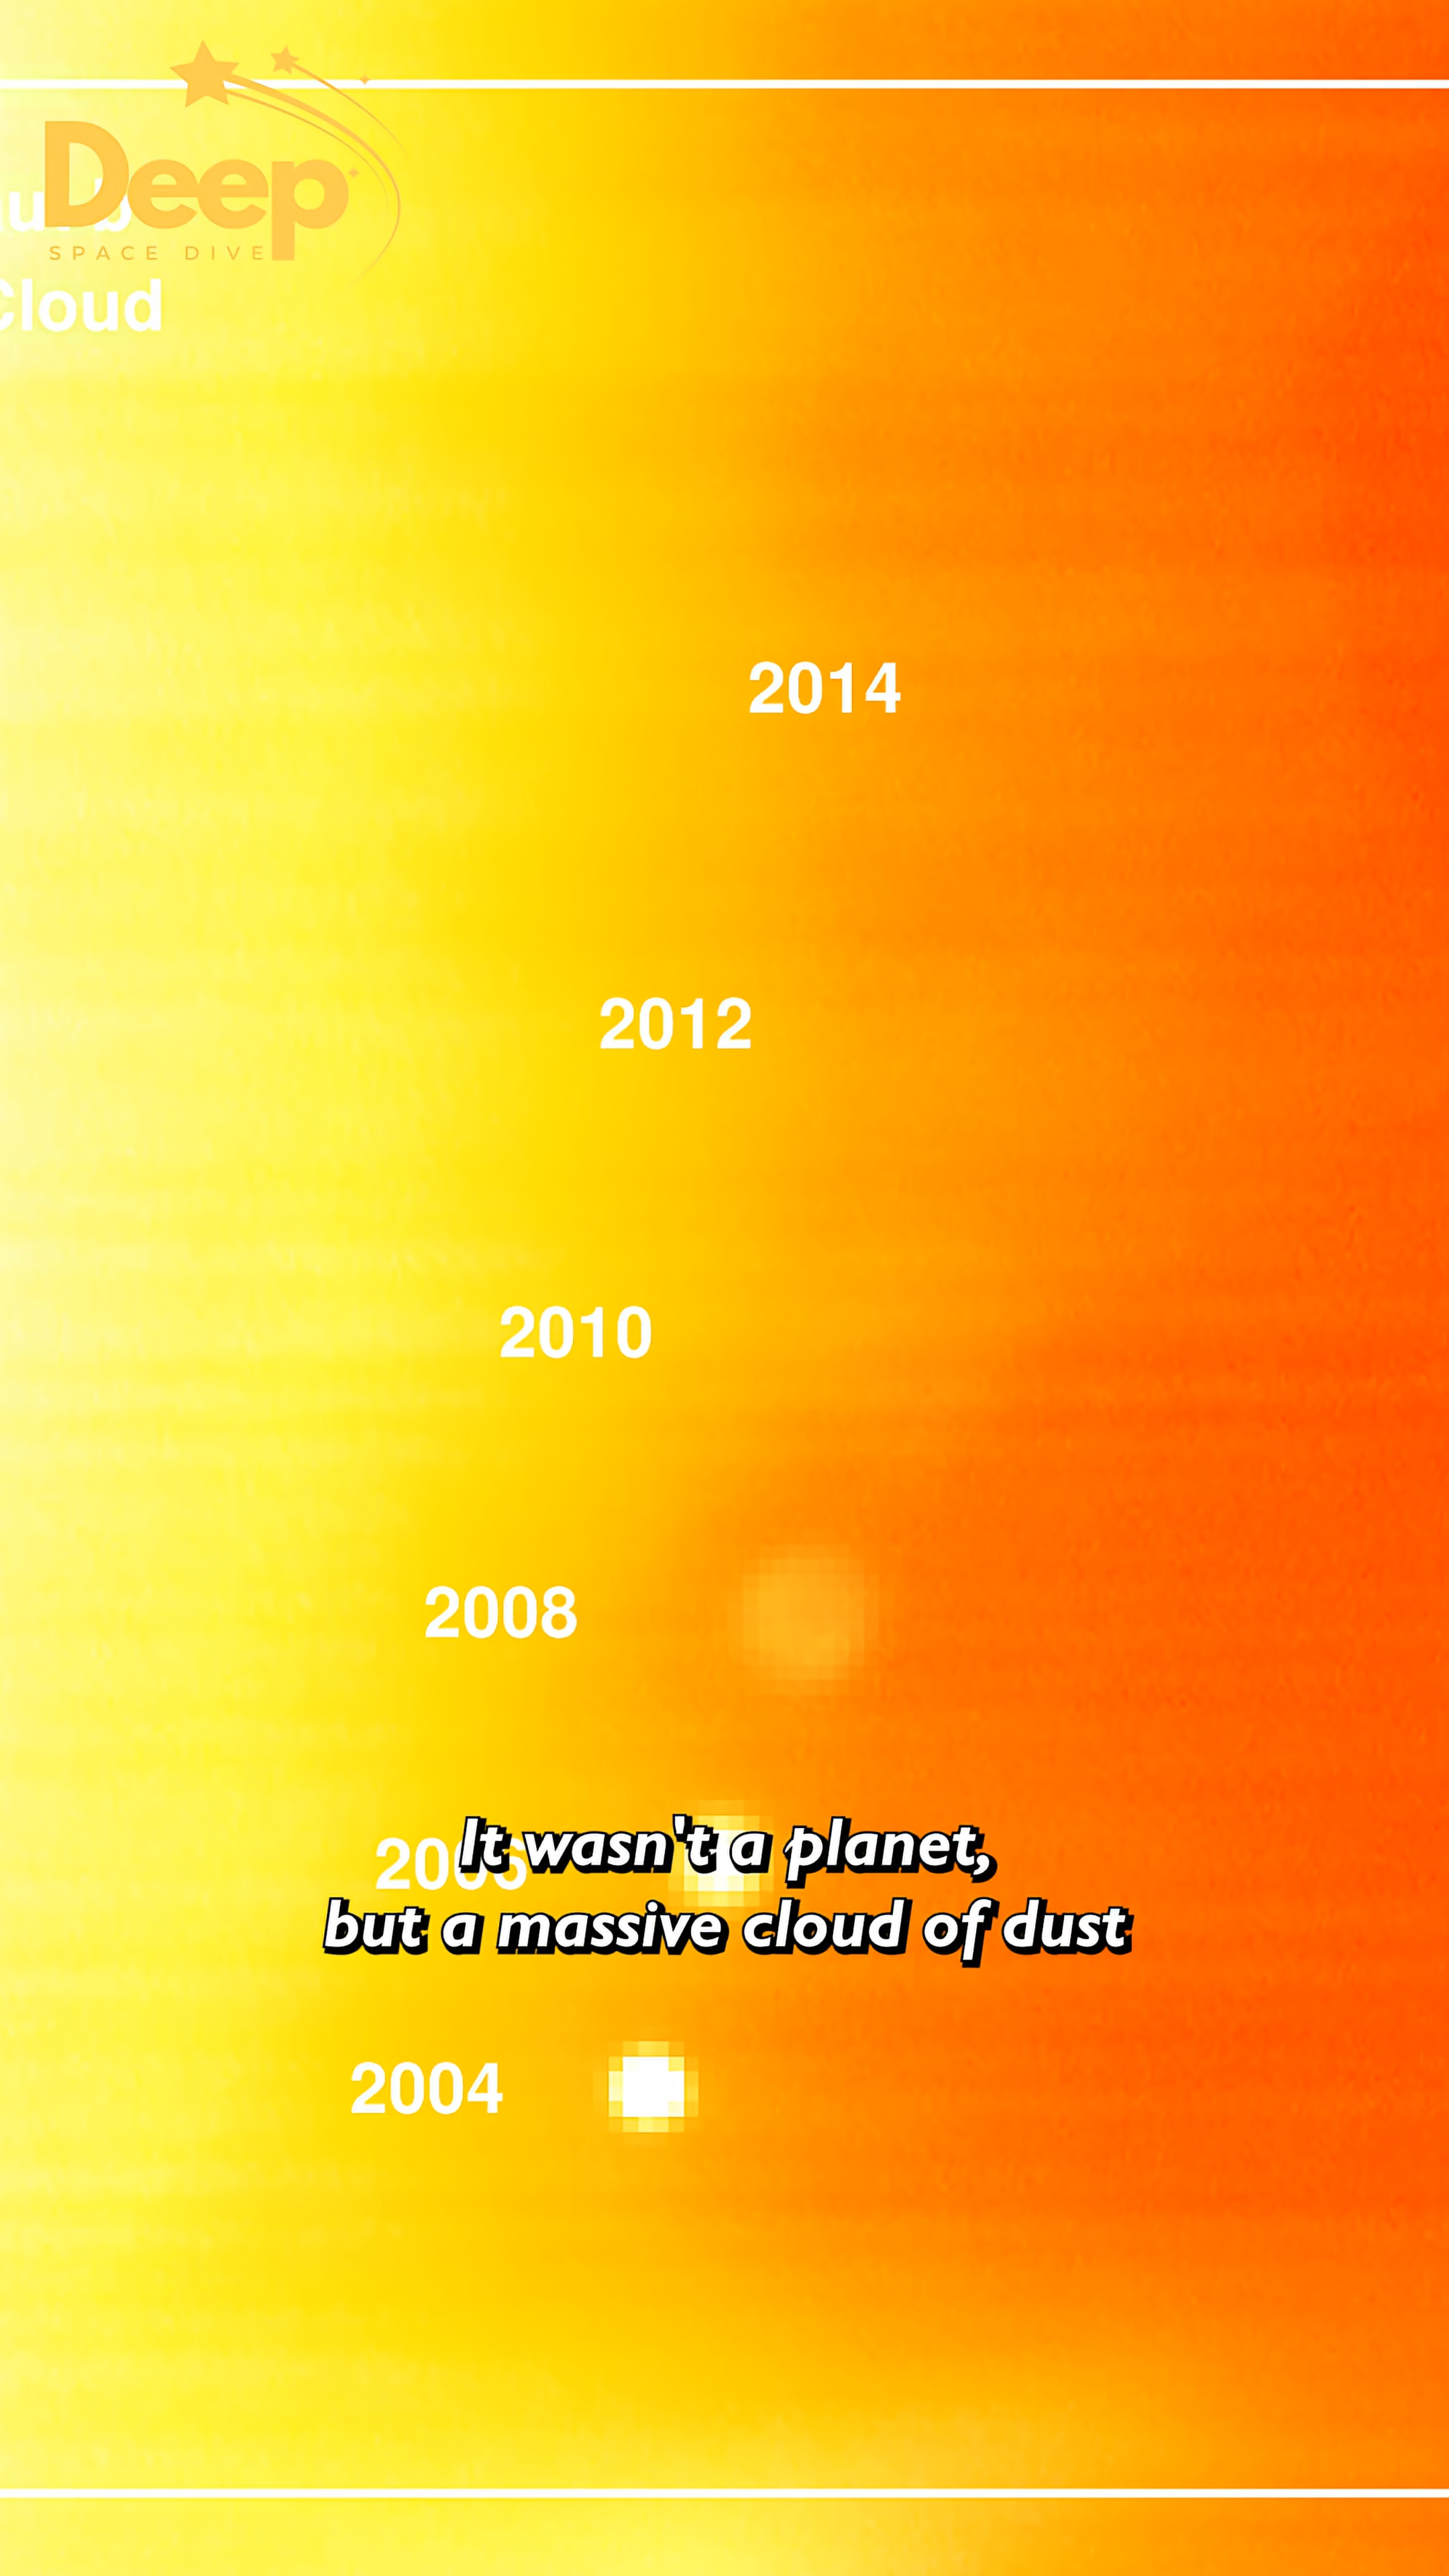 Deep
SPACE DIVE
Cloud
2014
2012
2010
2008
It wasn't a planet,
but a massive cloud of dust
2004